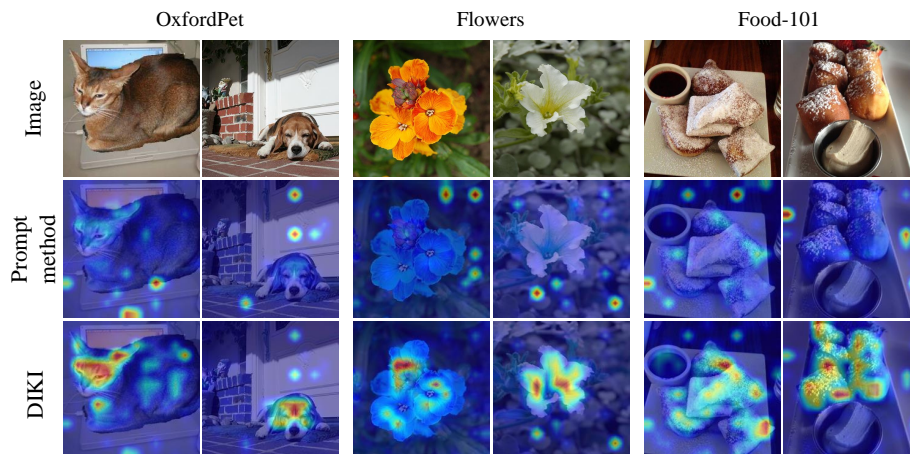 OxfordPet Flowers Food-101
Image
Prompt
method
DIKI